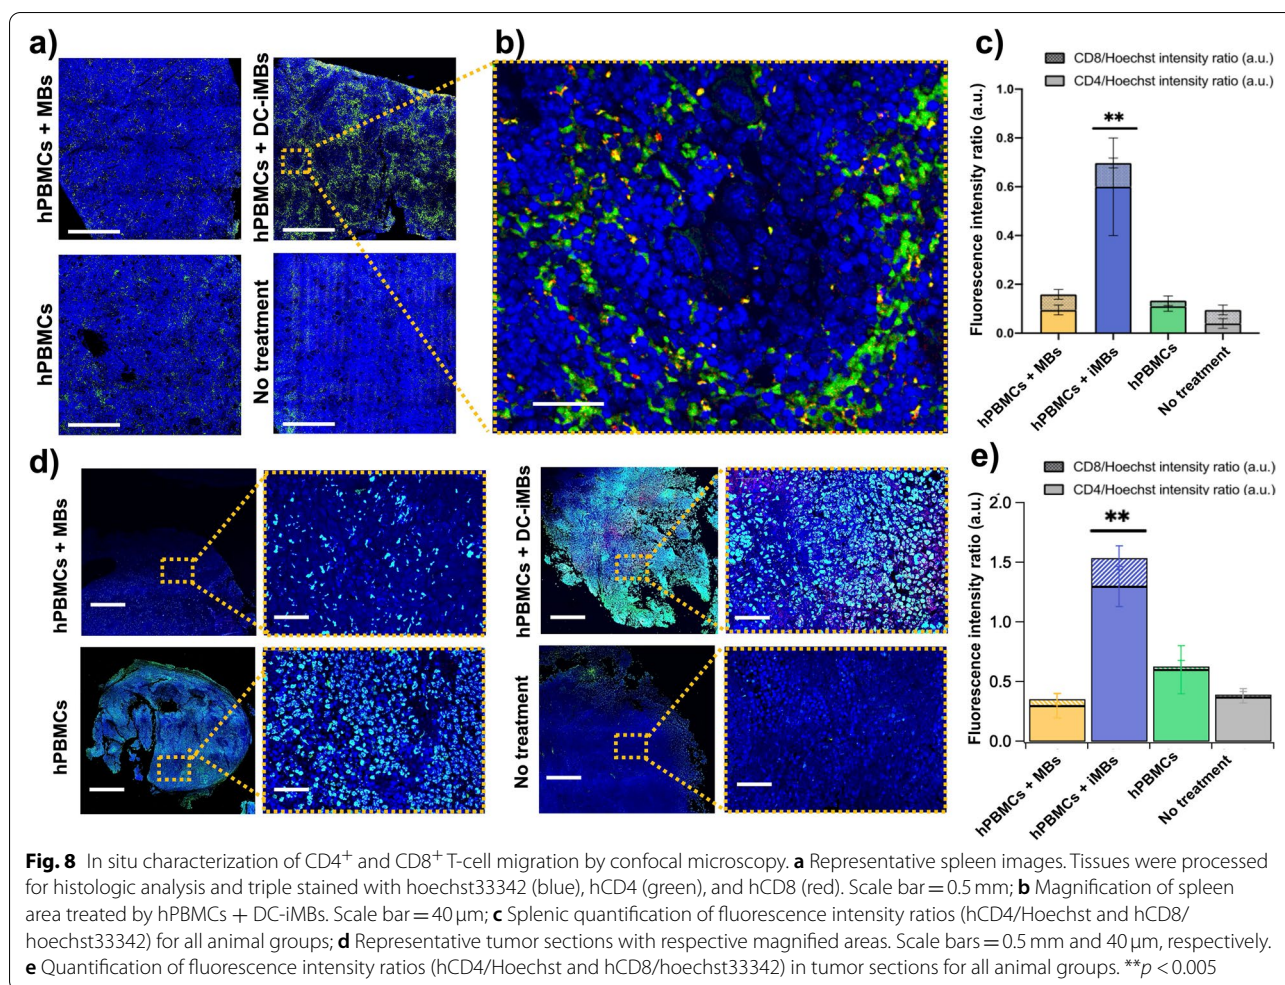 a)
hPBMCs + MBs
hPBMCs + DC-iMBs
hPBMCs
No treatment
b)
c)
CD8/Hoechst intensity ratio (a.u.)
CD4/Hoechst intensity ratio (a.u.)
Fluorescence intensity ratio (a.u.)
1.0
0.8
0.6
0.4
0.2
0.0
**
hPBMCs + MBs
hPBMCs + iMBs
hPBMCs
No treatment
d)
hPBMCs + MBs
hPBMCs + DC-iMBs
hPBMCs
No treatment
e)
CD8/Hoechst intensity ratio (a.u.)
CD4/Hoechst intensity ratio (a.u.)
Fluorescence intensity ratio (a.u.)
2.0
1.5
1.0
0.5
0.0
**
hPBMCs + MBs
hPBMCs + iMBs
hPBMCs
No treatment
Fig. 8 In situ characterization of CD4+ and CD8+ T-cell migration by confocal microscopy. a Representative spleen images. Tissues were processed
for histologic analysis and triple stained with hoechst33342 (blue), hCD4 (green), and hCD8 (red). Scale bar = 0.5 mm; b Magnification of spleen
area treated by hPBMCs + DC-iMBs. Scale bar = 40 μm; c Splenic quantification of fluorescence intensity ratios (hCD4/Hoechst and hCD8/
hoechst33342) for all animal groups; d Representative tumor sections with respective magnified areas. Scale bars = 0.5 mm and 40 μm, respectively.
e Quantification of fluorescence intensity ratios (hCD4/Hoechst and hCD8/hoechst33342) in tumor sections for all animal groups. **p < 0.005